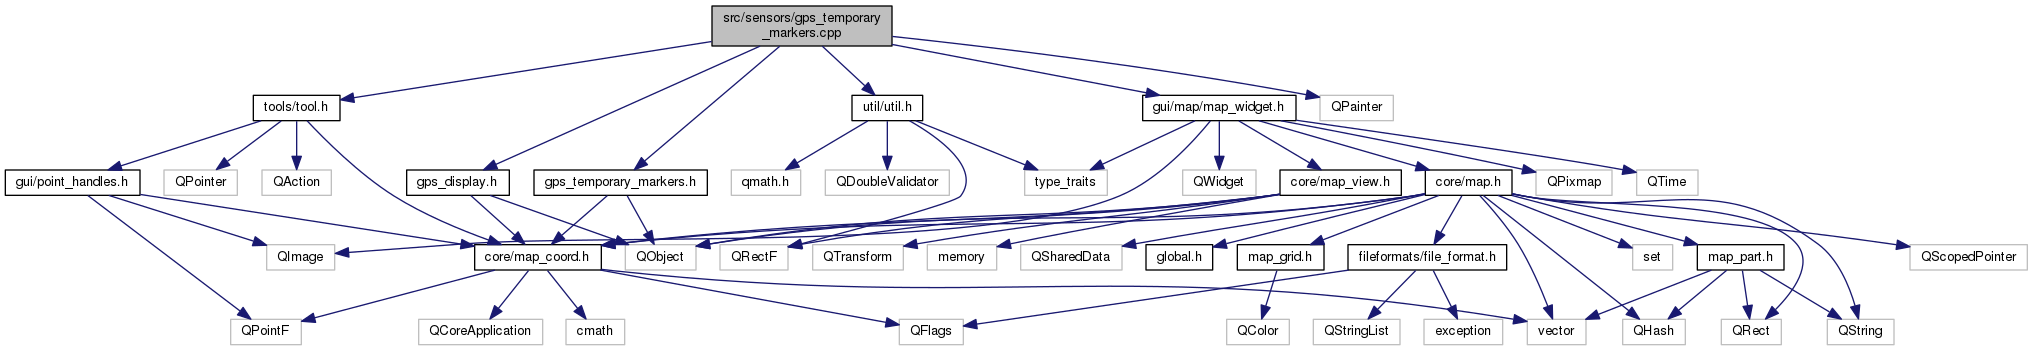 src/sensors/gps_temporary
_markers.cpp
tools/tool.h
util/util.h
gui/map/map_widget.h
QPainter
gui/point_handles.h
QPointer
QAction
gps_display.h
gps_temporary_markers.h
qmath.h
QDoubleValidator
type_traits
QWidget
core/map_view.h
core/map.h
QPixmap
QTime
QImage
core/map_coord.h
QObject
QRectF
QTransform
memory
QSharedData
global.h
map_grid.h
fileformats/file_format.h
set
map_part.h
QScopedPointer
QPointF
QCoreApplication
cmath
QFlags
QColor
QStringList
exception
vector
QHash
QRect
QString